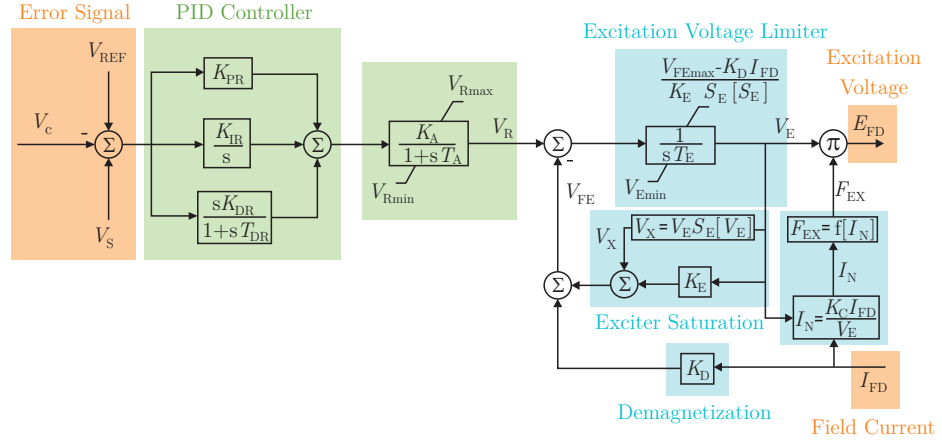 Error Signal
PID Controller
Excitation Voltage Limiter
Excitation
Voltage
V_REF
V_c
-
Σ
V_S
K_PR
K_IR
s
sK_DR
1+sT_DR
Σ
V_Rmax
K_A
1+sT_A
V_Rmin
V_R
Σ
-
V_FE
V_FEmax-K_D I_FD
K_E S_E[S_E]
1
sT_E
V_Emin
V_E
π
E_FD
F_EX
V_X=V_E S_E[V_E]
V_X
F_EX=f[I_N]
I_N
Σ
Σ
K_E
Exciter Saturation
I_N=K_C I_FD
V_E
K_D
I_FD
Demagnetization
Field Current